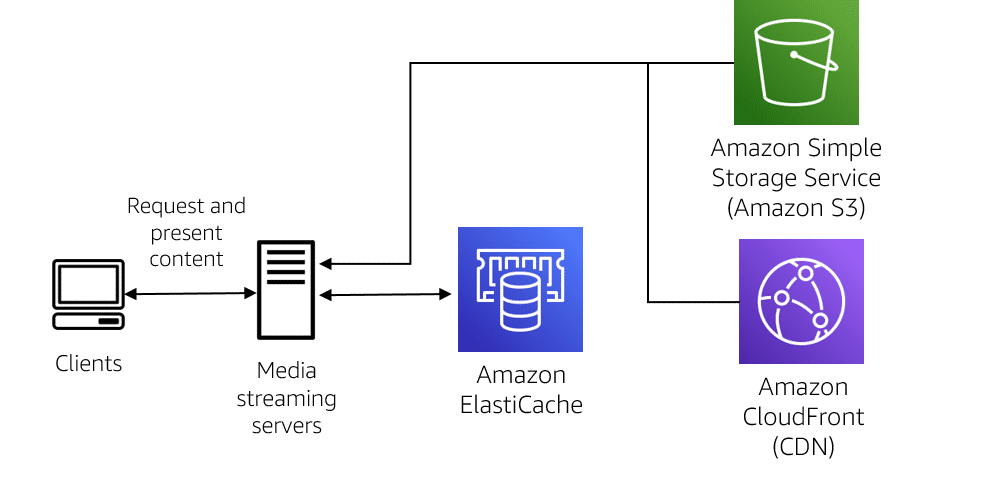 Amazon Simple
Storage Service
(Amazon S3)
Request and
present
content
Clients
Media
streaming
servers
Amazon
ElastiCache
Amazon
CloudFront
(CDN)